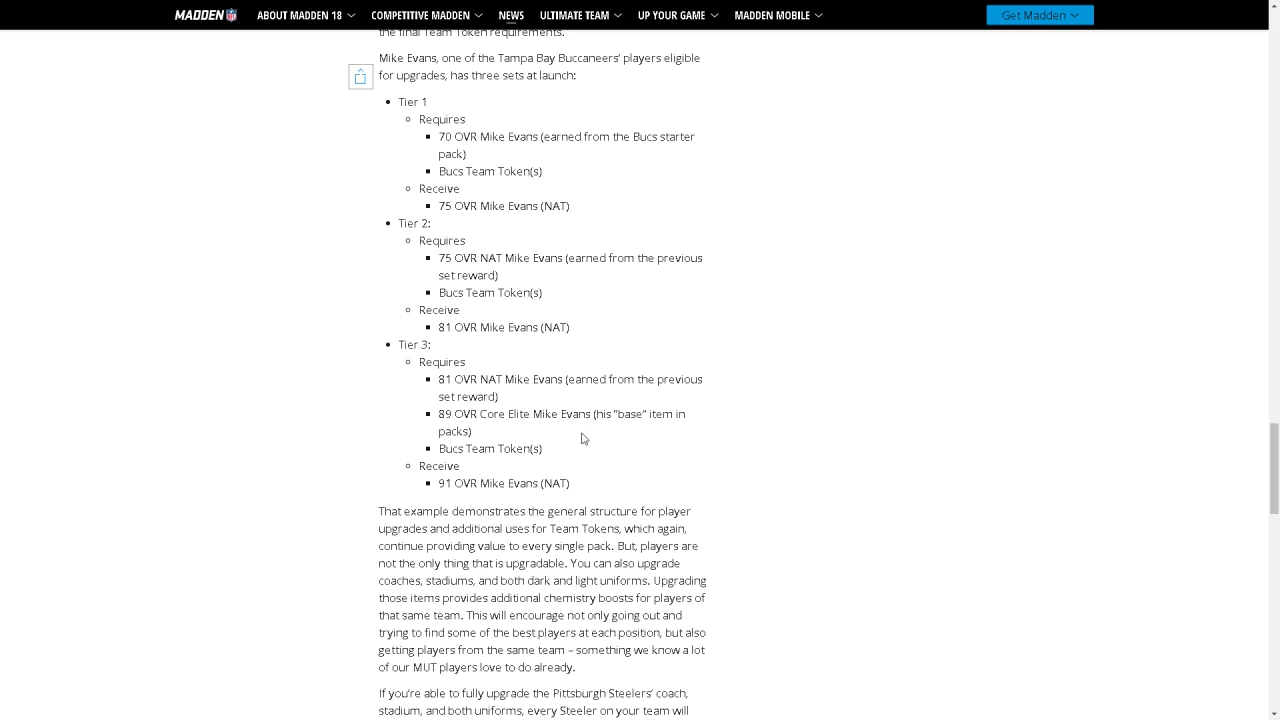 MADDEN NFL ABOUT MADDEN 18 COMPETITIVE MADDEN NEWS ULTIMATE TEAM UP YOUR GAME MADDEN MOBILE Get Madden
the final Team Token requirements.
Mike Evans, one of the Tampa Bay Buccaneers' players eligible
for upgrades, has three sets at launch:
Tier 1
Requires
70 OVR Mike Evans (earned from the Bucs starter
pack)
Bucs Team Token(s)
Receive
75 OVR Mike Evans (NAT)
Tier 2:
Requires
75 OVR NAT Mike Evans (earned from the previous
set reward)
Bucs Team Token(s)
Receive
81 OVR Mike Evans (NAT)
Tier 3:
Requires
81 OVR NAT Mike Evans (earned from the previous
set reward)
89 OVR Core Elite Mike Evans (his "base" item in
packs)
Bucs Team Token(s)
Receive
91 OVR Mike Evans (NAT)
That example demonstrates the general structure for player
upgrades and additional uses for Team Tokens, which again,
continue providing value to every single pack. But, players are
not the only thing that is upgradable. You can also upgrade
coaches, stadiums, and both dark and light uniforms. Upgrading
those items provides additional chemistry boosts for players of
that same team. This will encourage not only going out and
trying to find some of the best players at each position, but also
getting players from the same team – something we know a lot
of our MUT players love to do already.
If you're able to fully upgrade the Pittsburgh Steelers' coach,
stadium, and both uniforms, every Steeler on your team will